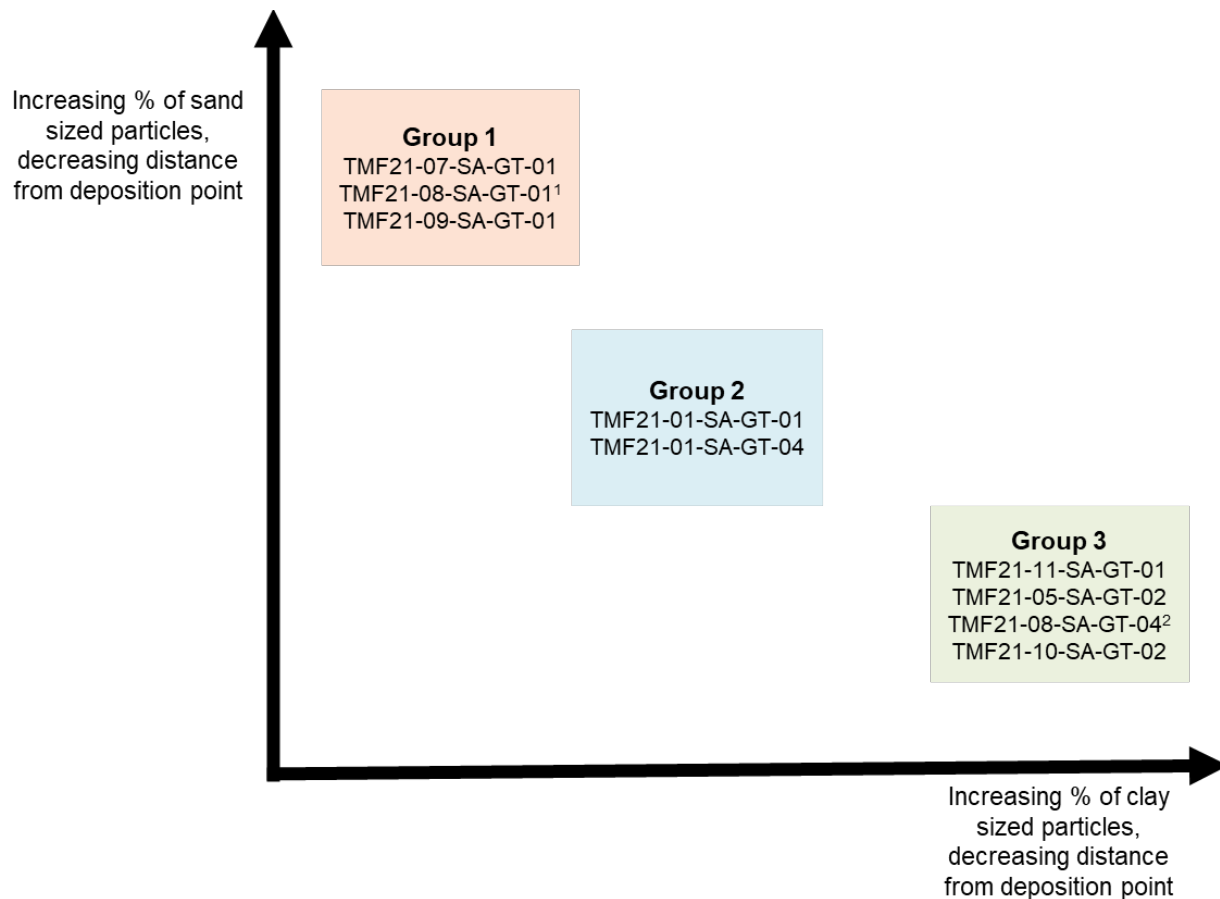 Increasing % of sand
sized particles,
decreasing distance
from deposition point
Group 1
TMF21-07-SA-GT-01
TMF21-08-SA-GT-01¹
TMF21-09-SA-GT-01
Group 2
TMF21-01-SA-GT-01
TMF21-01-SA-GT-04
Group 3
TMF21-11-SA-GT-01
TMF21-05-SA-GT-02
TMF21-08-SA-GT-04²
TMF21-10-SA-GT-02
Increasing % of clay
sized particles,
decreasing distance
from deposition point